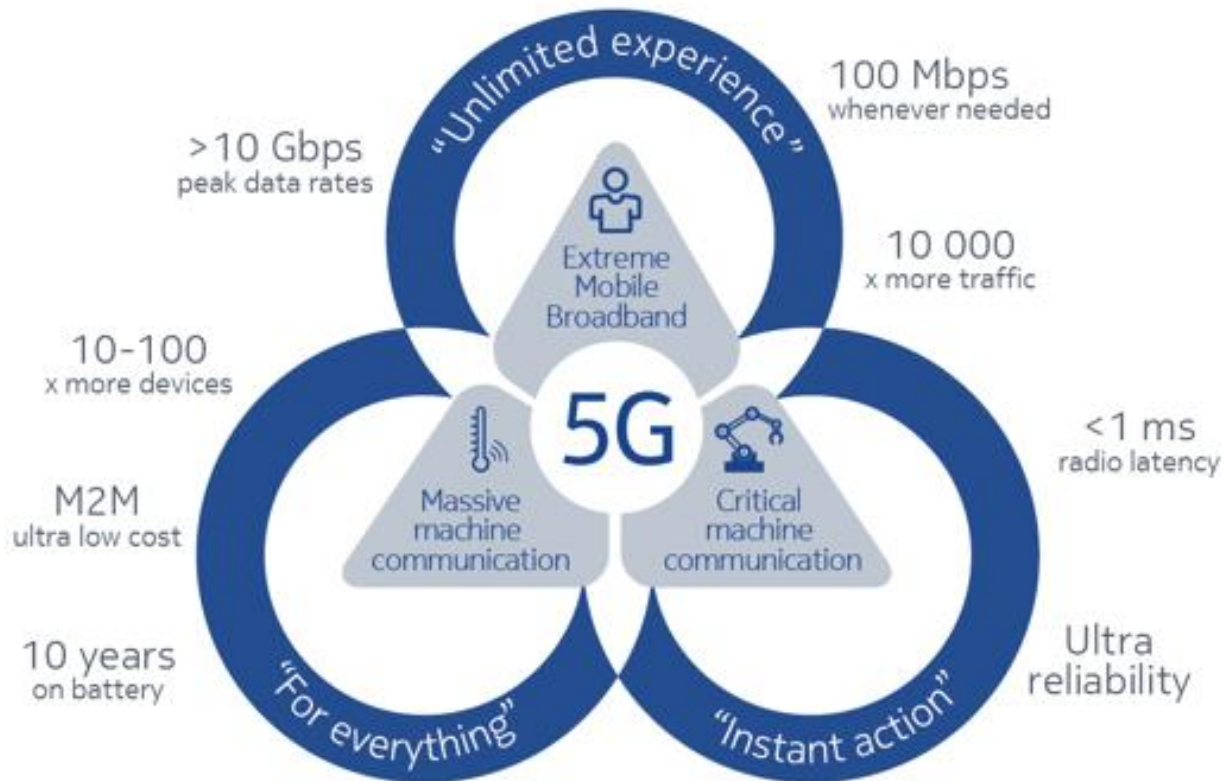 “Unlimited experience”
100 Mbps
whenever needed
>10 Gbps
peak data rates
10 000
x more traffic
Extreme
Mobile
Broadband
10-100
x more devices
5G
<1 ms
radio latency
M2M
ultra low cost
Massive
machine
communication
Critical
machine
communication
10 years
on battery
Ultra
reliability
“For everything”
“Instant action”